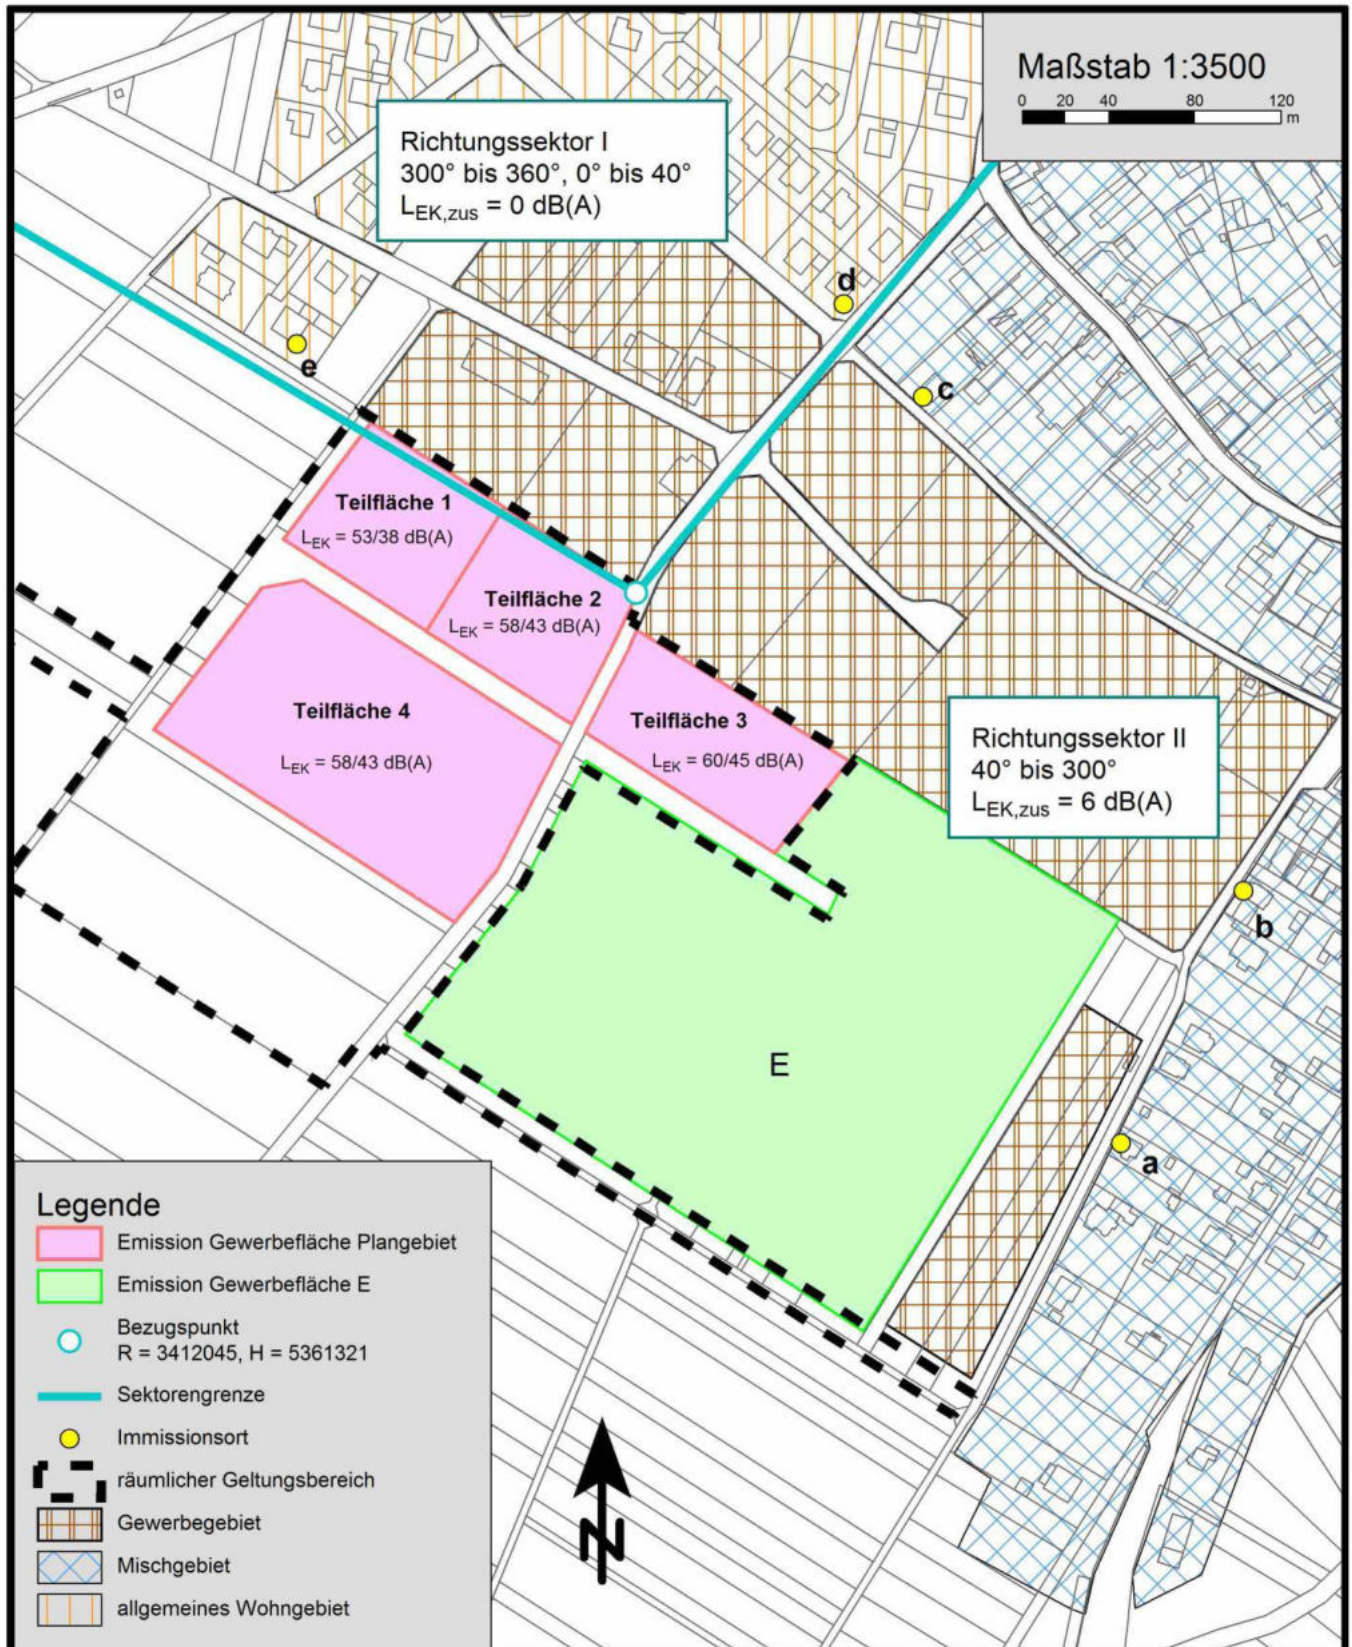 Maßstab 1:3500
0 20 40 80 120
m
Richtungssektor I
300° bis 360°, 0° bis 40°
LEK,zus = 0 dB(A)
d
e
c
Teilfläche 1
LEK = 53/38 dB(A)
Teilfläche 2
LEK = 58/43 dB(A)
Teilfläche 4
LEK = 58/43 dB(A)
Teilfläche 3
LEK = 60/45 dB(A)
Richtungssektor II
40° bis 300°
LEK,zus = 6 dB(A)
b
E
a
Legende
Emission Gewerbefläche Plangebiet
Emission Gewerbefläche E
Bezugspunkt
R = 3412045, H = 5361321
Sektorengrenze
Immissionsort
räumlicher Geltungsbereich
Gewerbegebiet
Mischgebiet
allgemeines Wohngebiet
N